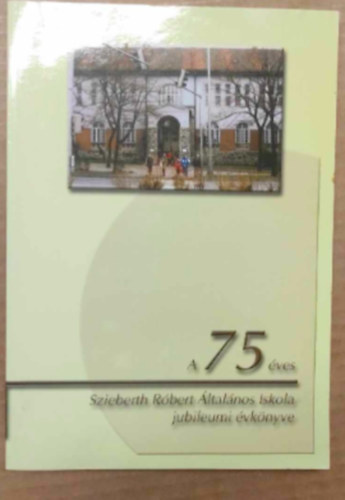 A 75 éves
Szieberth Róbert Általános Iskola
jubileumi évkönyve